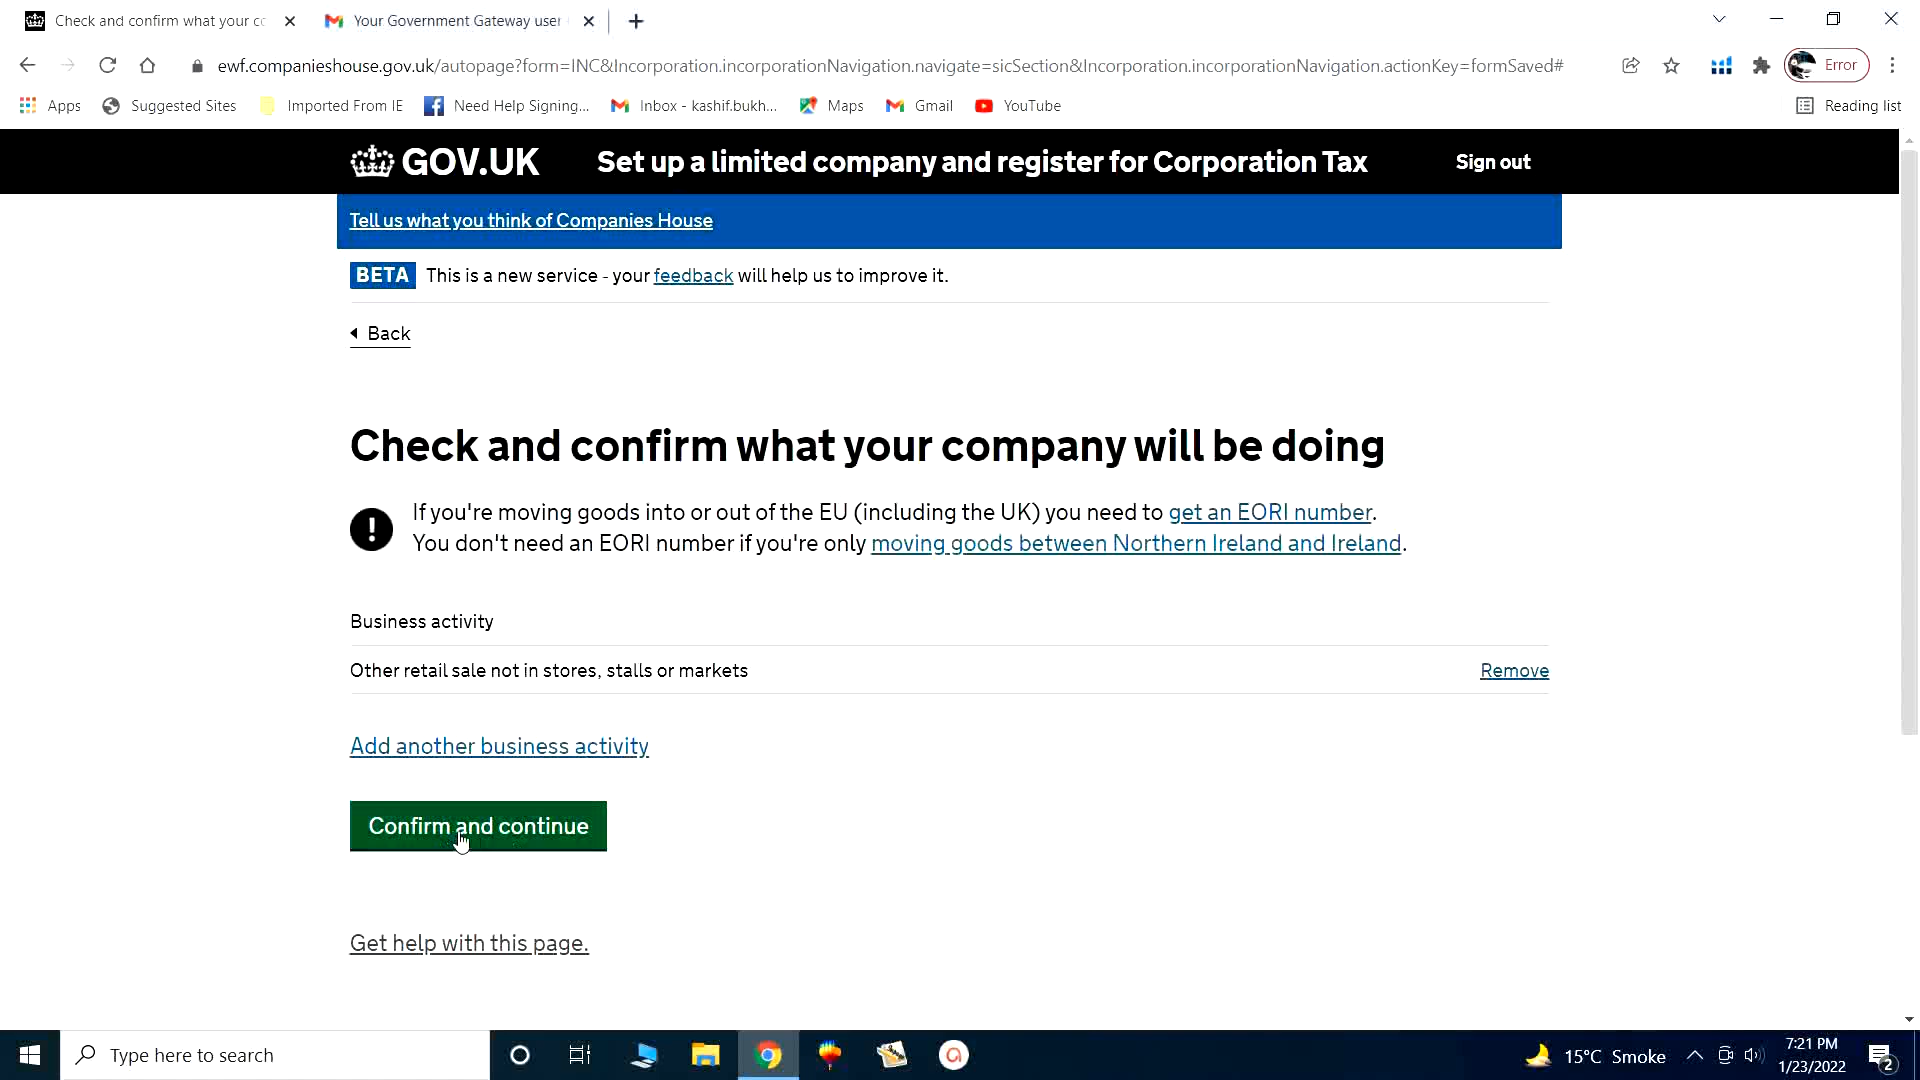 Check and confirm what your co
Your Government Gateway user
ewf.companieshouse.gov.uk/autopage?form=INC&Incorporation.incorporationNavigation.navigate=sicSection&Incorporation.incorporationNavigation.actionKey=formSaved#
Error
Apps
Suggested Sites
Imported From IE
Need Help Signing...
Inbox - kashif.bukh...
Maps
Gmail
YouTube
Reading list
GOV.UK
Set up a limited company and register for Corporation Tax
Sign out
Tell us what you think of Companies House
BETA This is a new service - your feedback will help us to improve it.
Back
Check and confirm what your company will be doing
! If you're moving goods into or out of the EU (including the UK) you need to get an EORI number.
You don't need an EORI number if you're only moving goods between Northern Ireland and Ireland.
Business activity
Other retail sale not in stores, stalls or markets
Remove
Add another business activity
Confirm and continue
Get help with this page.
Type here to search
15°C Smoke
7:21 PM
1/23/2022
2